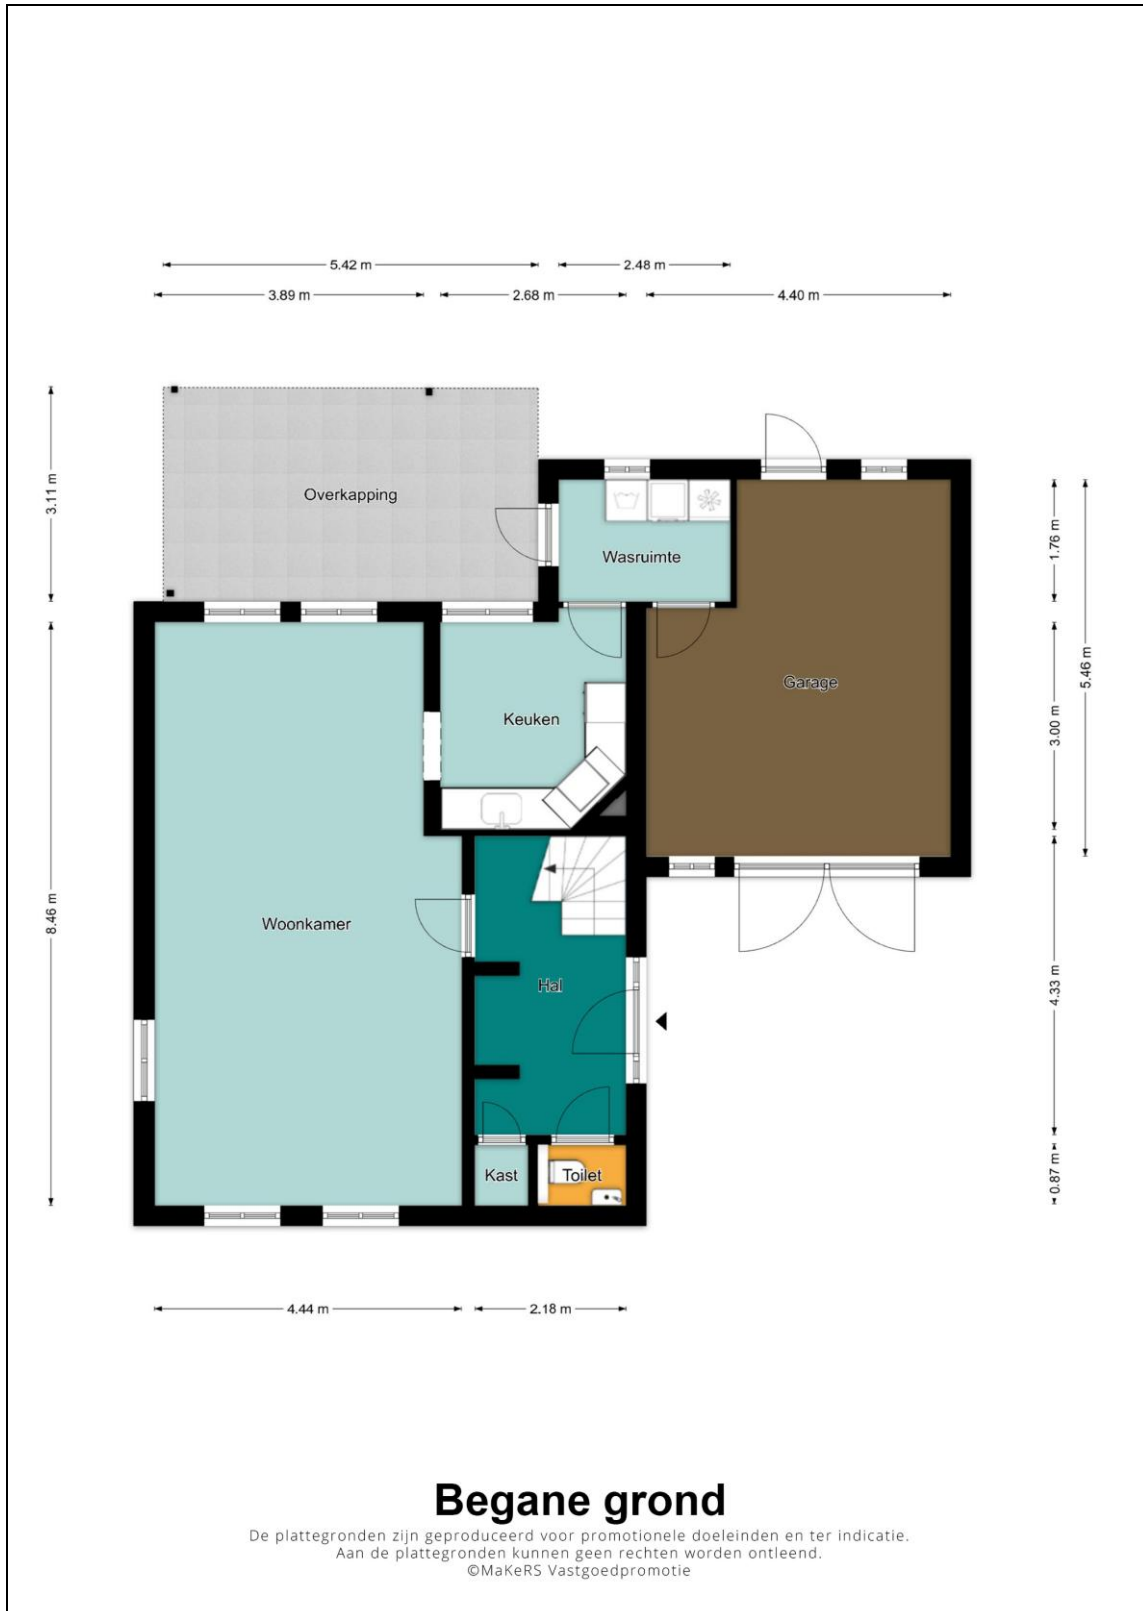 5.42 m
2.48 m
3.89 m
2.68 m
4.40 m
3.11 m
Overkapping
1.76 m
Wasruimte
5.46 m
Garage
3.00 m
Keuken
8.46 m
Woonkamer
Hal
4.33 m
Kast
Toilet
0.87 m
4.44 m
2.18 m
Begane grond
De plattegronden zijn geproduceerd voor promotionele doeleinden en ter indicatie.
Aan de plattegronden kunnen geen rechten worden ontleend.
©MaKeRS Vastgoedpromotie